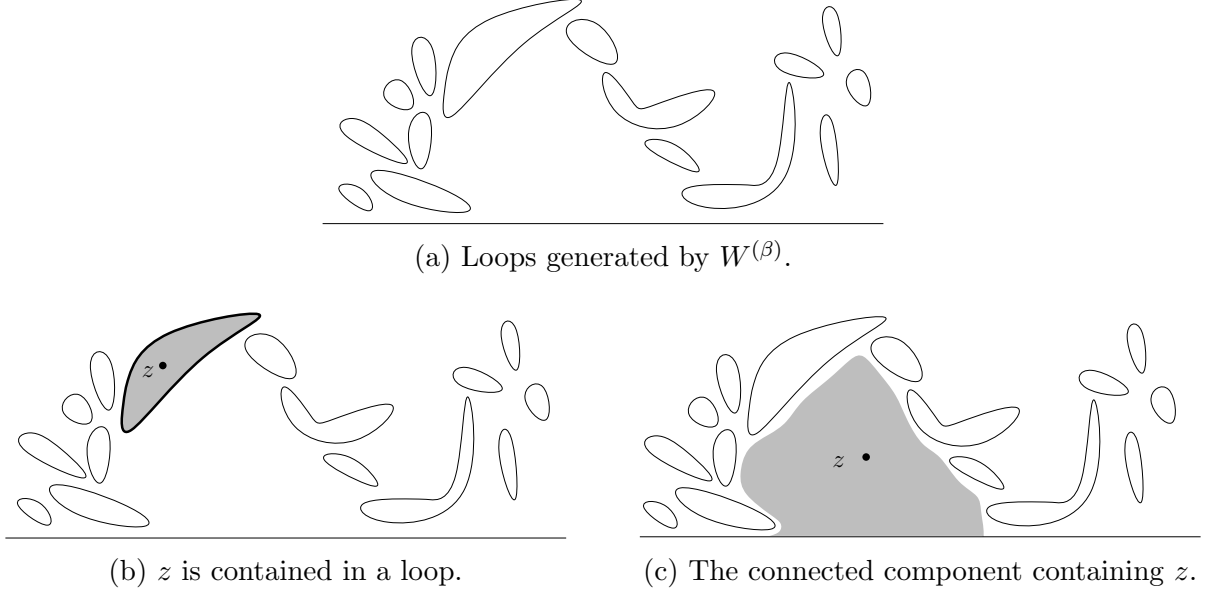 (a) Loops generated by W^{(β)}.
z
z
(b) z is contained in a loop.
(c) The connected component containing z.